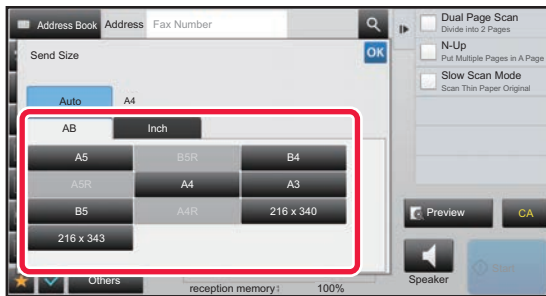 Address Book Address Fax Number
Send Size
OK
Auto A4
AB Inch
A5 B5R B4
A5R A4 A3
B5 A4R 216 x 340
216 x 343
Others
reception memory: 100%
Dual Page Scan
Divide into 2 Pages
N-Up
Put Multiple Pages in A Page
Slow Scan Mode
Scan Thin Paper Original
Preview CA
Speaker Start